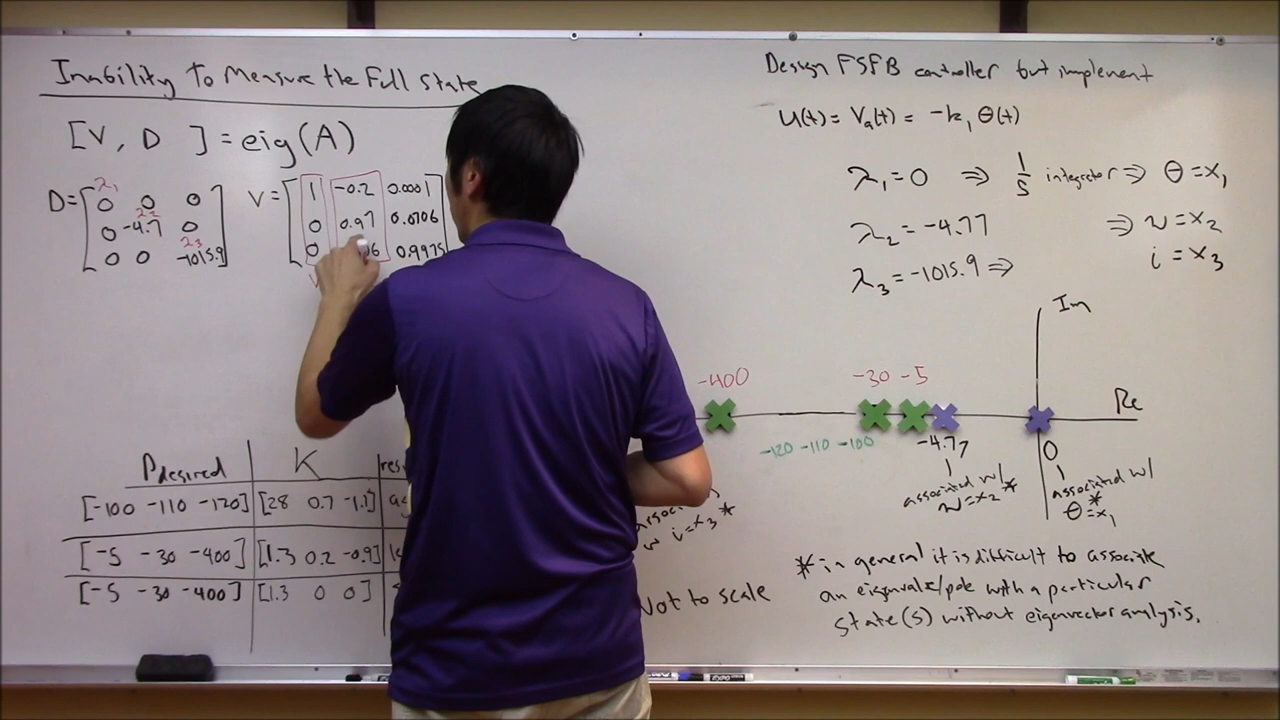 Inability to Measure the Full State
[V, D ] = eig(A)
λ1
D= [0 0 0
λ2
0 -4.7 0
λ3
0 0 -1015.9]
V= [1 -0.2 0.0001
0 0.97 0.0706
0 06 0.9975
Pdesired K
[-100 -110 -120] [28 0.7 -1.1]
[-5 -30 -400] [1.3 0.2 -0.9]
[-5 -30 -400] [1.3 0 0]
Design FSFB controller but implement
u(t) = Va(t) = -k1 θ(t)
λ1 = 0 ⇒ 1/S integrator ⇒ θ = x1
λ2 = -4.77 ⇒ w = x2
λ3 = -1015.9 ⇒ i = x3
Im
-400 -30 -5
Re
-120 -110 -100 -4.77 0
associated w/
w=x2*
associated w/
*
θ=x1
w i=x3*
Not to scale
* in general it is difficult to associate
an eigenvale/pole with a particular
state(s) without eigenvector analysis.